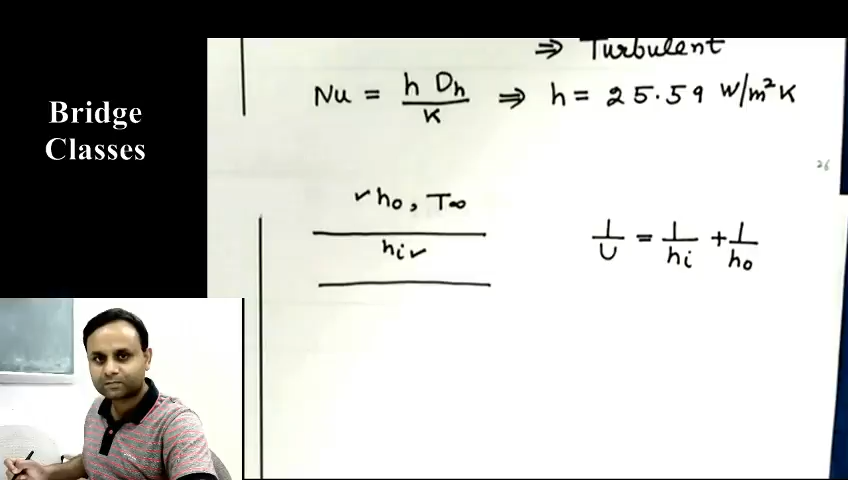 Bridge
Classes
⇒ Turbulent
Nu = h Dh / K ⇒ h = 25.59 W/m²K
26
✓ho, T∞
hi✓
1/U = 1/hi + 1/ho